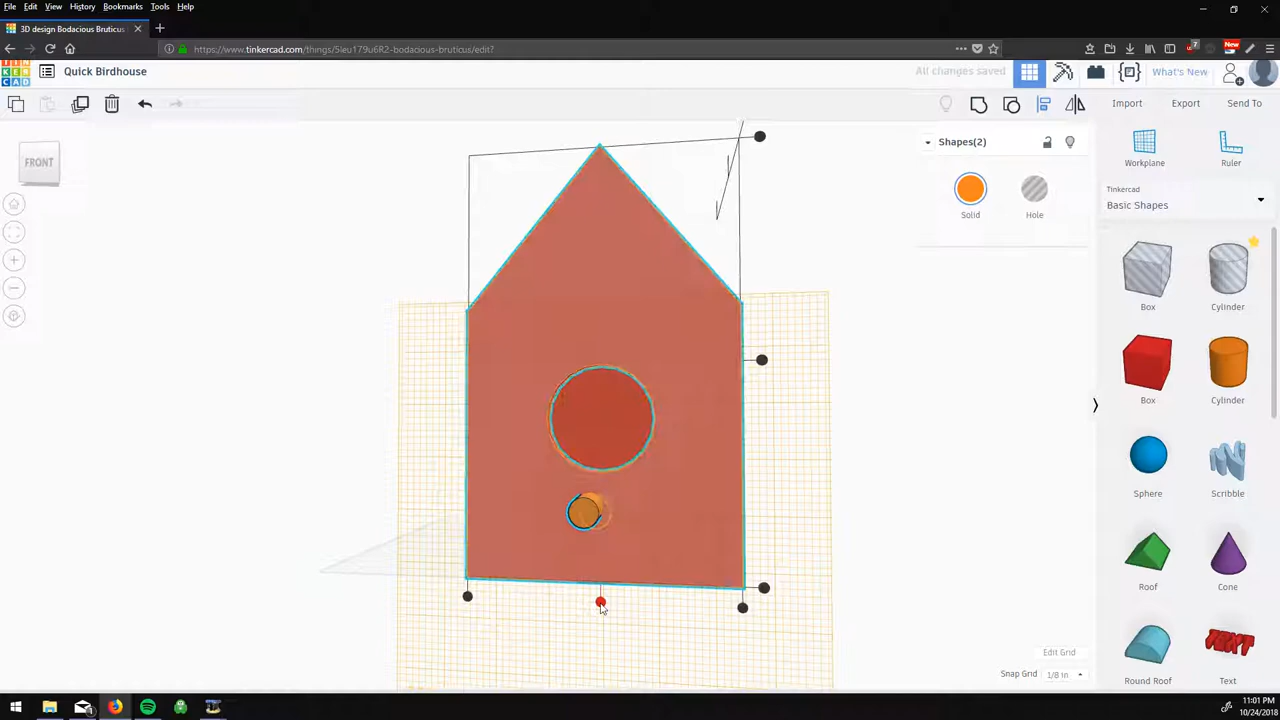 File Edit View History Bookmarks Tools Help
3D design Bodacious Bruticus
https://www.tinkercad.com/things/5ieu179u6R2-bodacious-bruticus/edit?
7
New
TIN
KER
CAD
Quick Birdhouse
All changes saved
What's New
Import Export Send To
FRONT
Shapes(2)
Solid Hole
Workplane Ruler
Tinkercad
Basic Shapes
Box Cylinder
Box Cylinder
Sphere Scribble
Roof Cone
TEXT
Round Roof Text
Edit Grid
Snap Grid 1/8 in
11:01 PM
10/24/2018